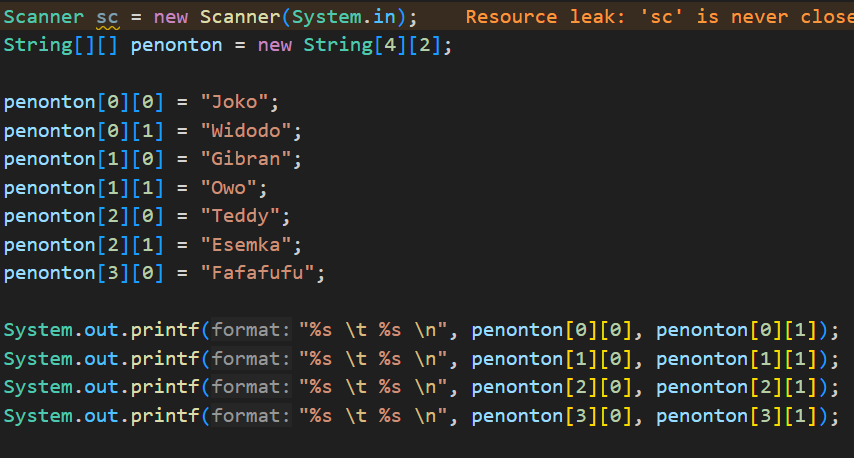 Scanner sc = new Scanner(System.in);     Resource leak: 'sc' is never close
String[][] penonton = new String[4][2];
penonton[0][0] = "Joko";
penonton[0][1] = "Widodo";
penonton[1][0] = "Gibran";
penonton[1][1] = "Owo";
penonton[2][0] = "Teddy";
penonton[2][1] = "Esemka";
penonton[3][0] = "Fafafufu";
System.out.printf(format: "%s \t %s \n", penonton[0][0], penonton[0][1]);
System.out.printf(format: "%s \t %s \n", penonton[1][0], penonton[1][1]);
System.out.printf(format: "%s \t %s \n", penonton[2][0], penonton[2][1]);
System.out.printf(format: "%s \t %s \n", penonton[3][0], penonton[3][1]);